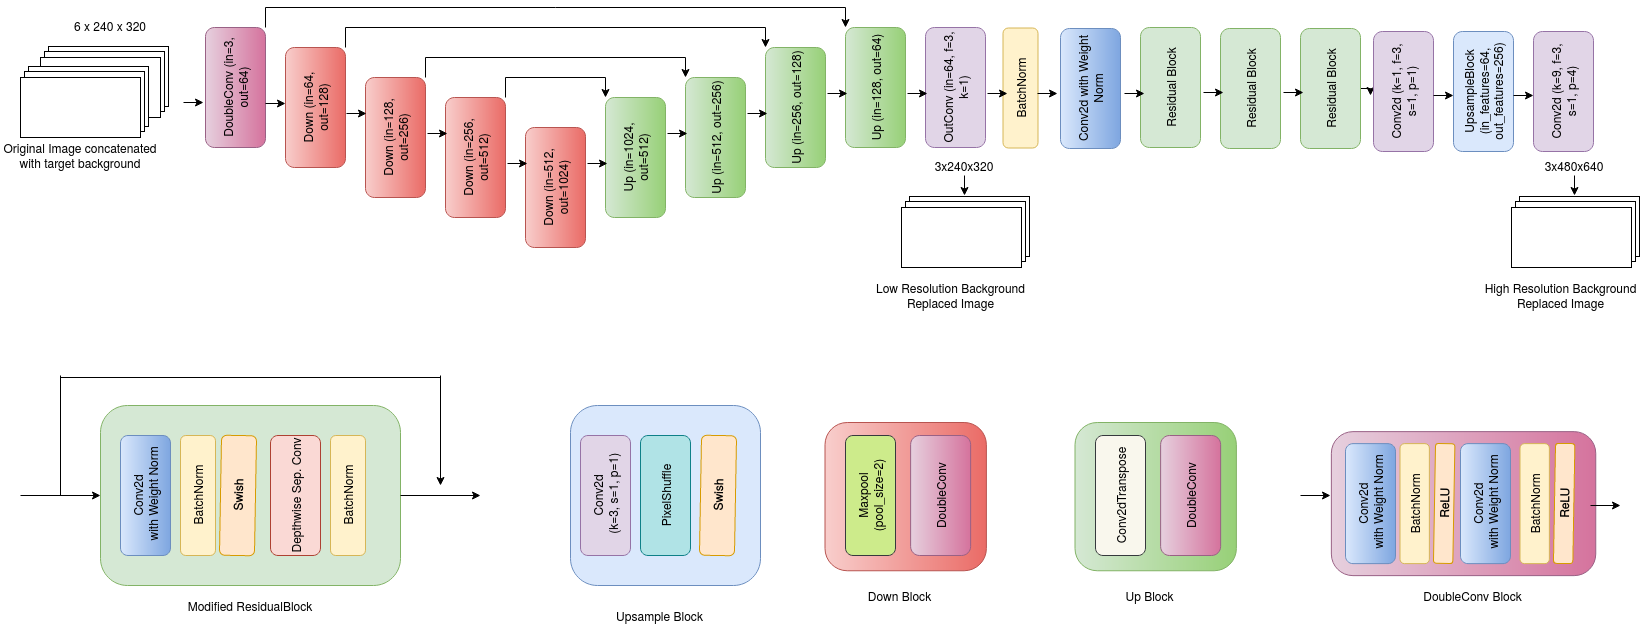 6 x 240 x 320
Original Image concatenated
with target background
DoubleConv (in=3,
out=64)
Down (in=64,
out=128)
Down (in=128,
out=256)
Down (in=256,
out=512)
Down (in=512,
out=1024)
Up (in=1024,
out=512)
Up (in=512, out=256)
Up (in=256, out=128)
Up (in=128, out=64)
OutConv (in=64, f=3,
k=1)
BatchNorm
Conv2d with Weight
Norm
Residual Block
Residual Block
Residual Block
Conv2d (k=1, f=3,
s=1, p=1)
UpsampleBlock
(in_features=64,
out_features=256)
Conv2d (k=9, f=3,
s=1, p=4)
3x240x320
Low Resolution Background
Replaced Image
3x480x640
High Resolution Background
Replaced Image
Conv2d
with Weight Norm
BatchNorm
Swish
Depthwise Sep. Conv
BatchNorm
Modified ResidualBlock
Conv2d
(k=3, s=1, p=1)
PixelShuffle
Swish
Upsample Block
Maxpool
(pool_size=2)
DoubleConv
Down Block
Conv2dTranspose
DoubleConv
Up Block
Conv2d
with Weight Norm
BatchNorm
ReLU
Conv2d
with Weight Norm
BatchNorm
ReLU
DoubleConv Block